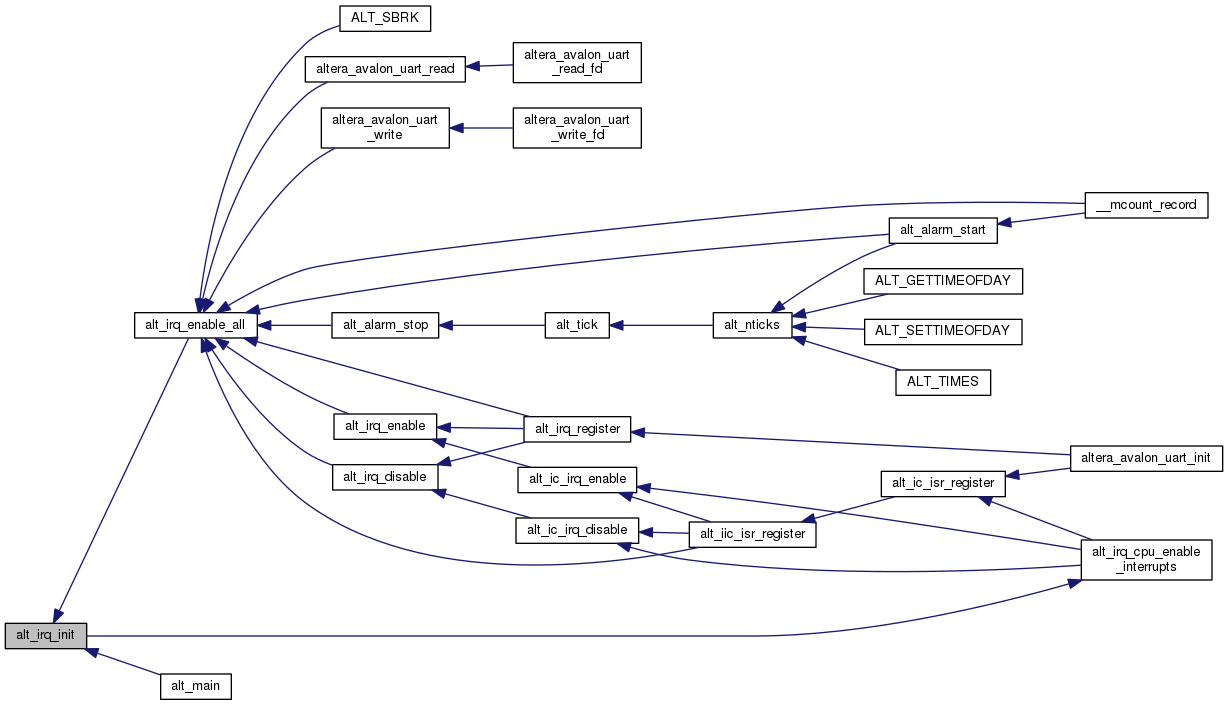 ALT_SBRK
altera_avalon_uart_read
altera_avalon_uart
_read_fd
altera_avalon_uart
_write
altera_avalon_uart
_write_fd
__mcount_record
alt_alarm_start
ALT_GETTIMEOFDAY
alt_irq_enable_all
alt_alarm_stop
alt_tick
alt_nticks
ALT_SETTIMEOFDAY
ALT_TIMES
alt_irq_enable
alt_irq_register
altera_avalon_uart_init
alt_irq_disable
alt_ic_irq_enable
alt_ic_isr_register
alt_ic_irq_disable
alt_iic_isr_register
alt_irq_cpu_enable
_interrupts
alt_irq_init
alt_main